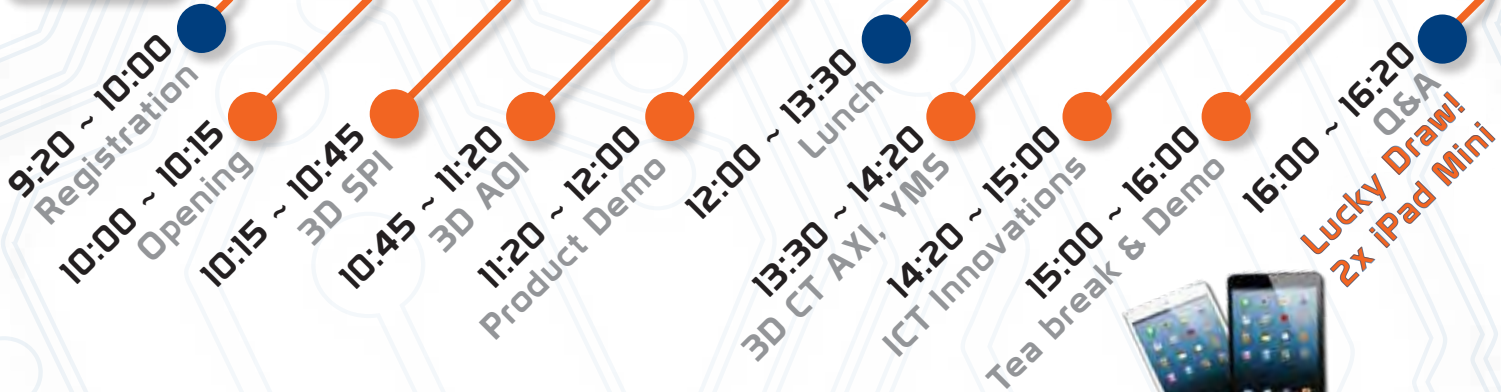 9:20 ~ 10:00
Registration
10:00 ~ 10:15
Opening
10:15 ~ 10:45
3D SPI
10:45 ~ 11:20
3D AOI
11:20 ~ 12:00
Product Demo
12:00 ~ 13:30
Lunch
13:30 ~ 14:20
3D CT AXI, YMS
14:20 ~ 15:00
ICT Innovations
15:00 ~ 16:00
Tea break & Demo
16:00 ~ 16:20
Q&A
Lucky Draw!
2x iPad Mini